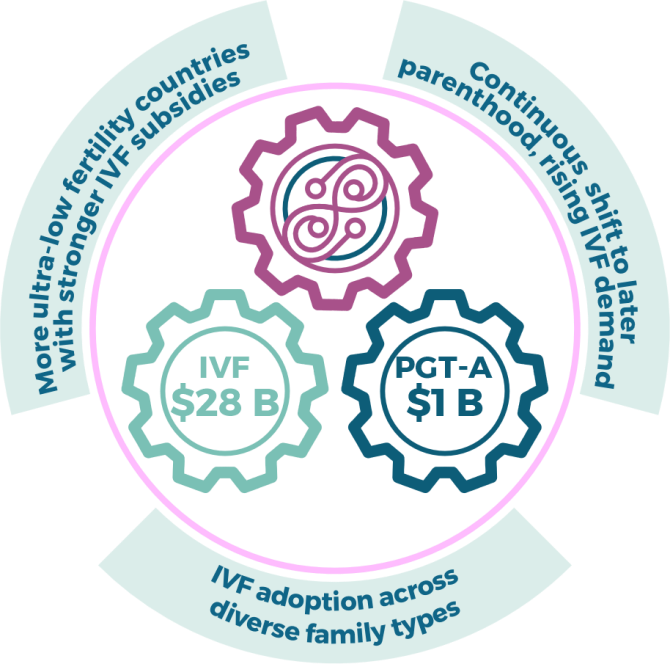 More ultra-low fertility countries
with stronger IVF subsidies
Continuous shift to later
parenthood, rising IVF demand
IVF
$28 B
PGT-A
$1 B
IVF adoption across
diverse family types